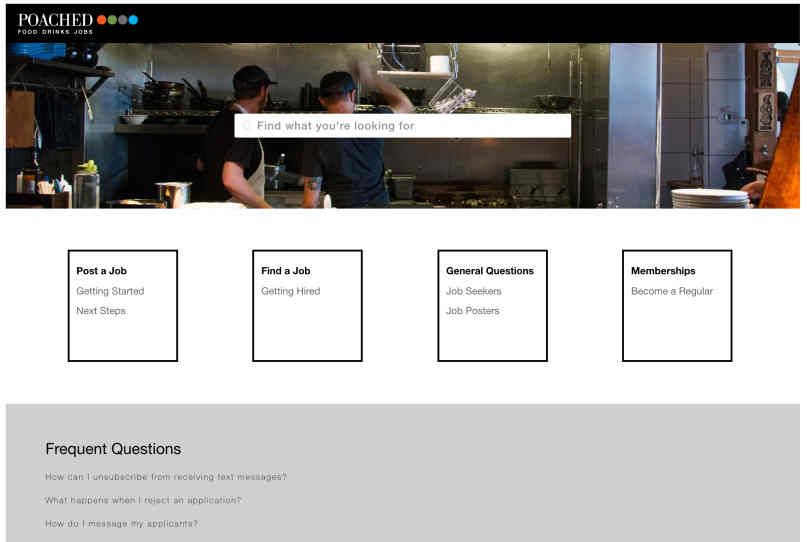 POACHED
FOOD DRINKS JOBS
Find what you're looking for
Post a Job
Getting Started
Next Steps
Find a Job
Getting Hired
General Questions
Job Seekers
Job Posters
Memberships
Become a Regular
Frequent Questions
How can I unsubscribe from receiving text messages?
What happens when I reject an application?
How do I message my applicants?